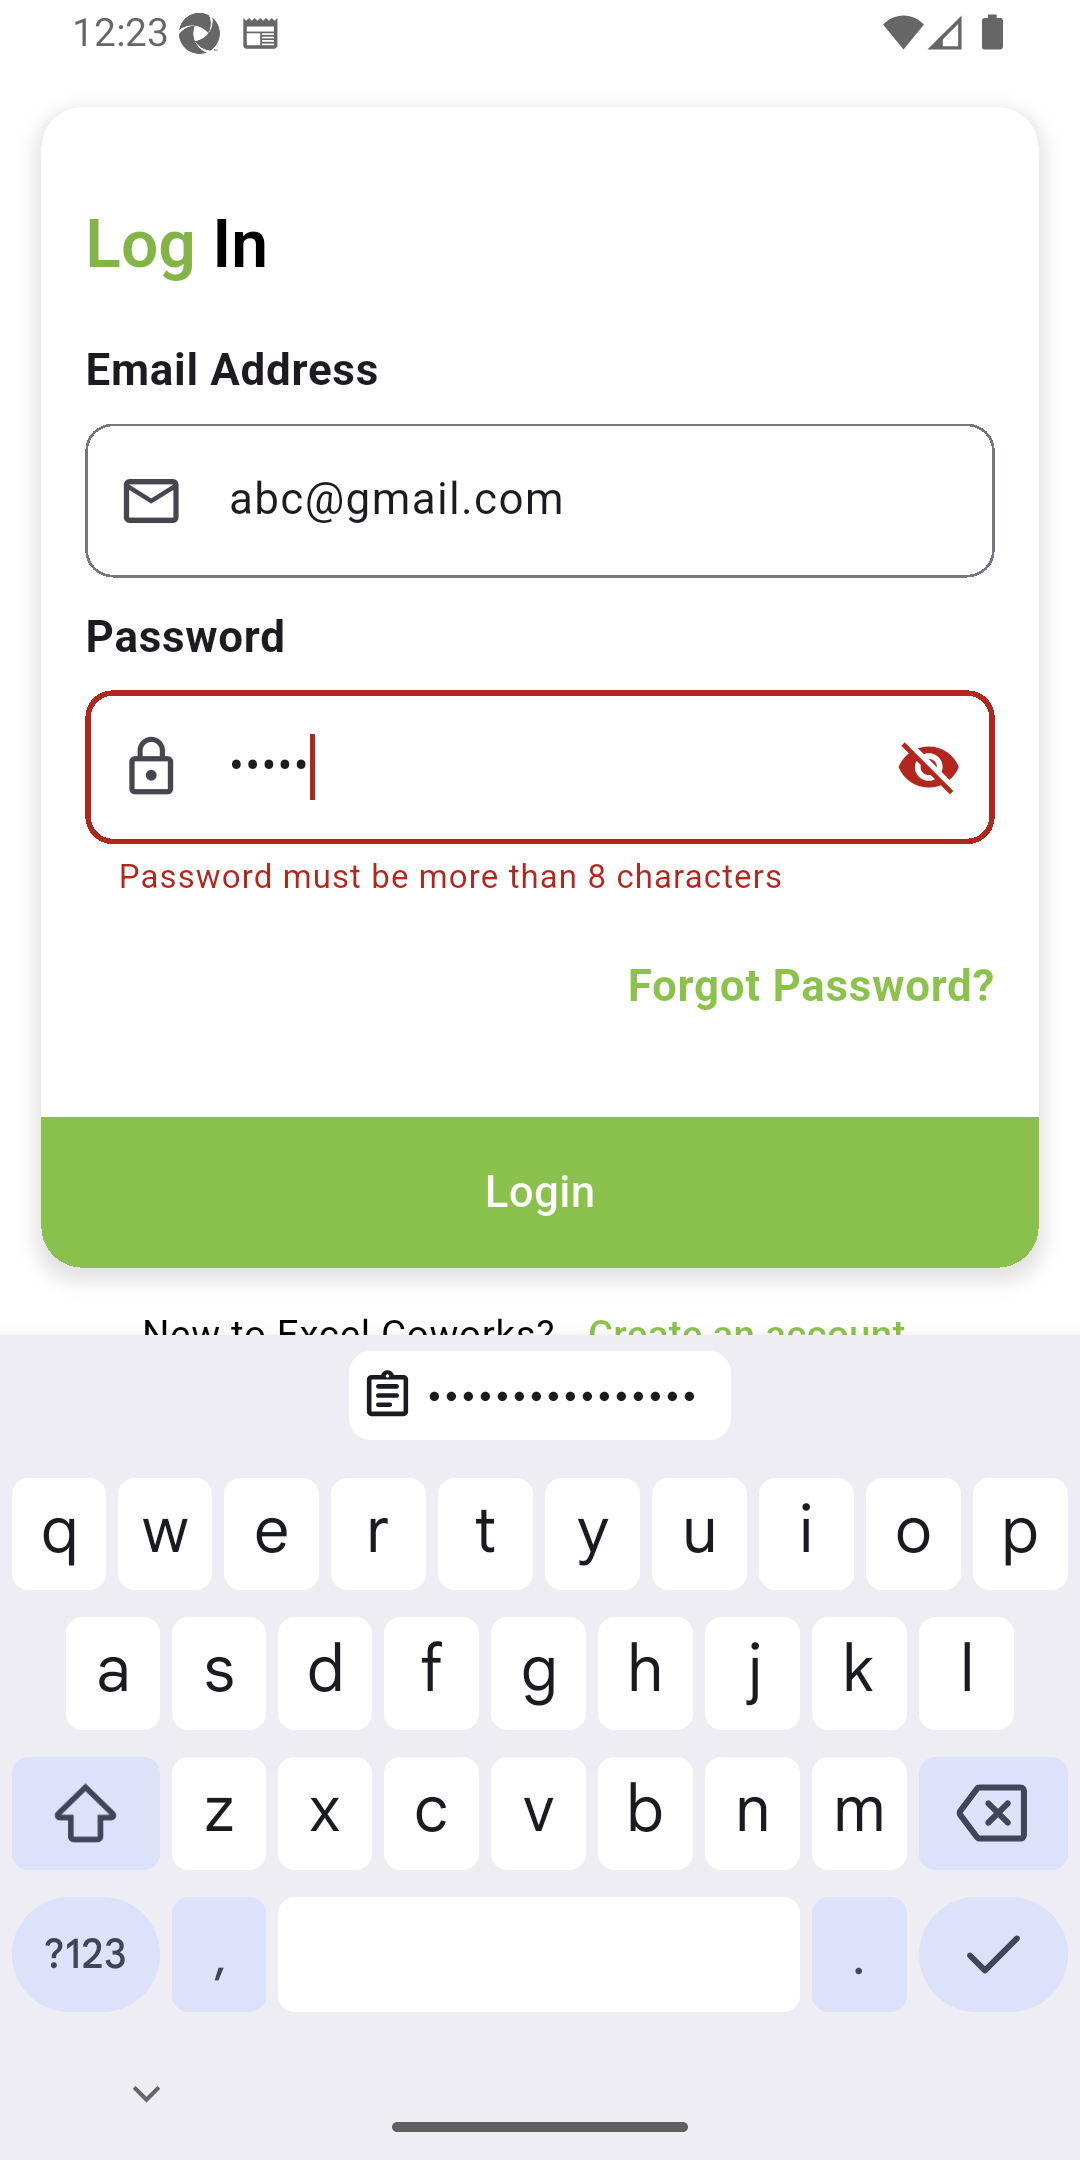 12:23
Log In
Email Address
abc@gmail.com
Password
•••••
Password must be more than 8 characters
Forgot Password?
Login
New to Excel Coworks? Create an account
••••••••••••••••
q w e r t y u i o p
a s d f g h j k l
z x c v b n m
?123 , .